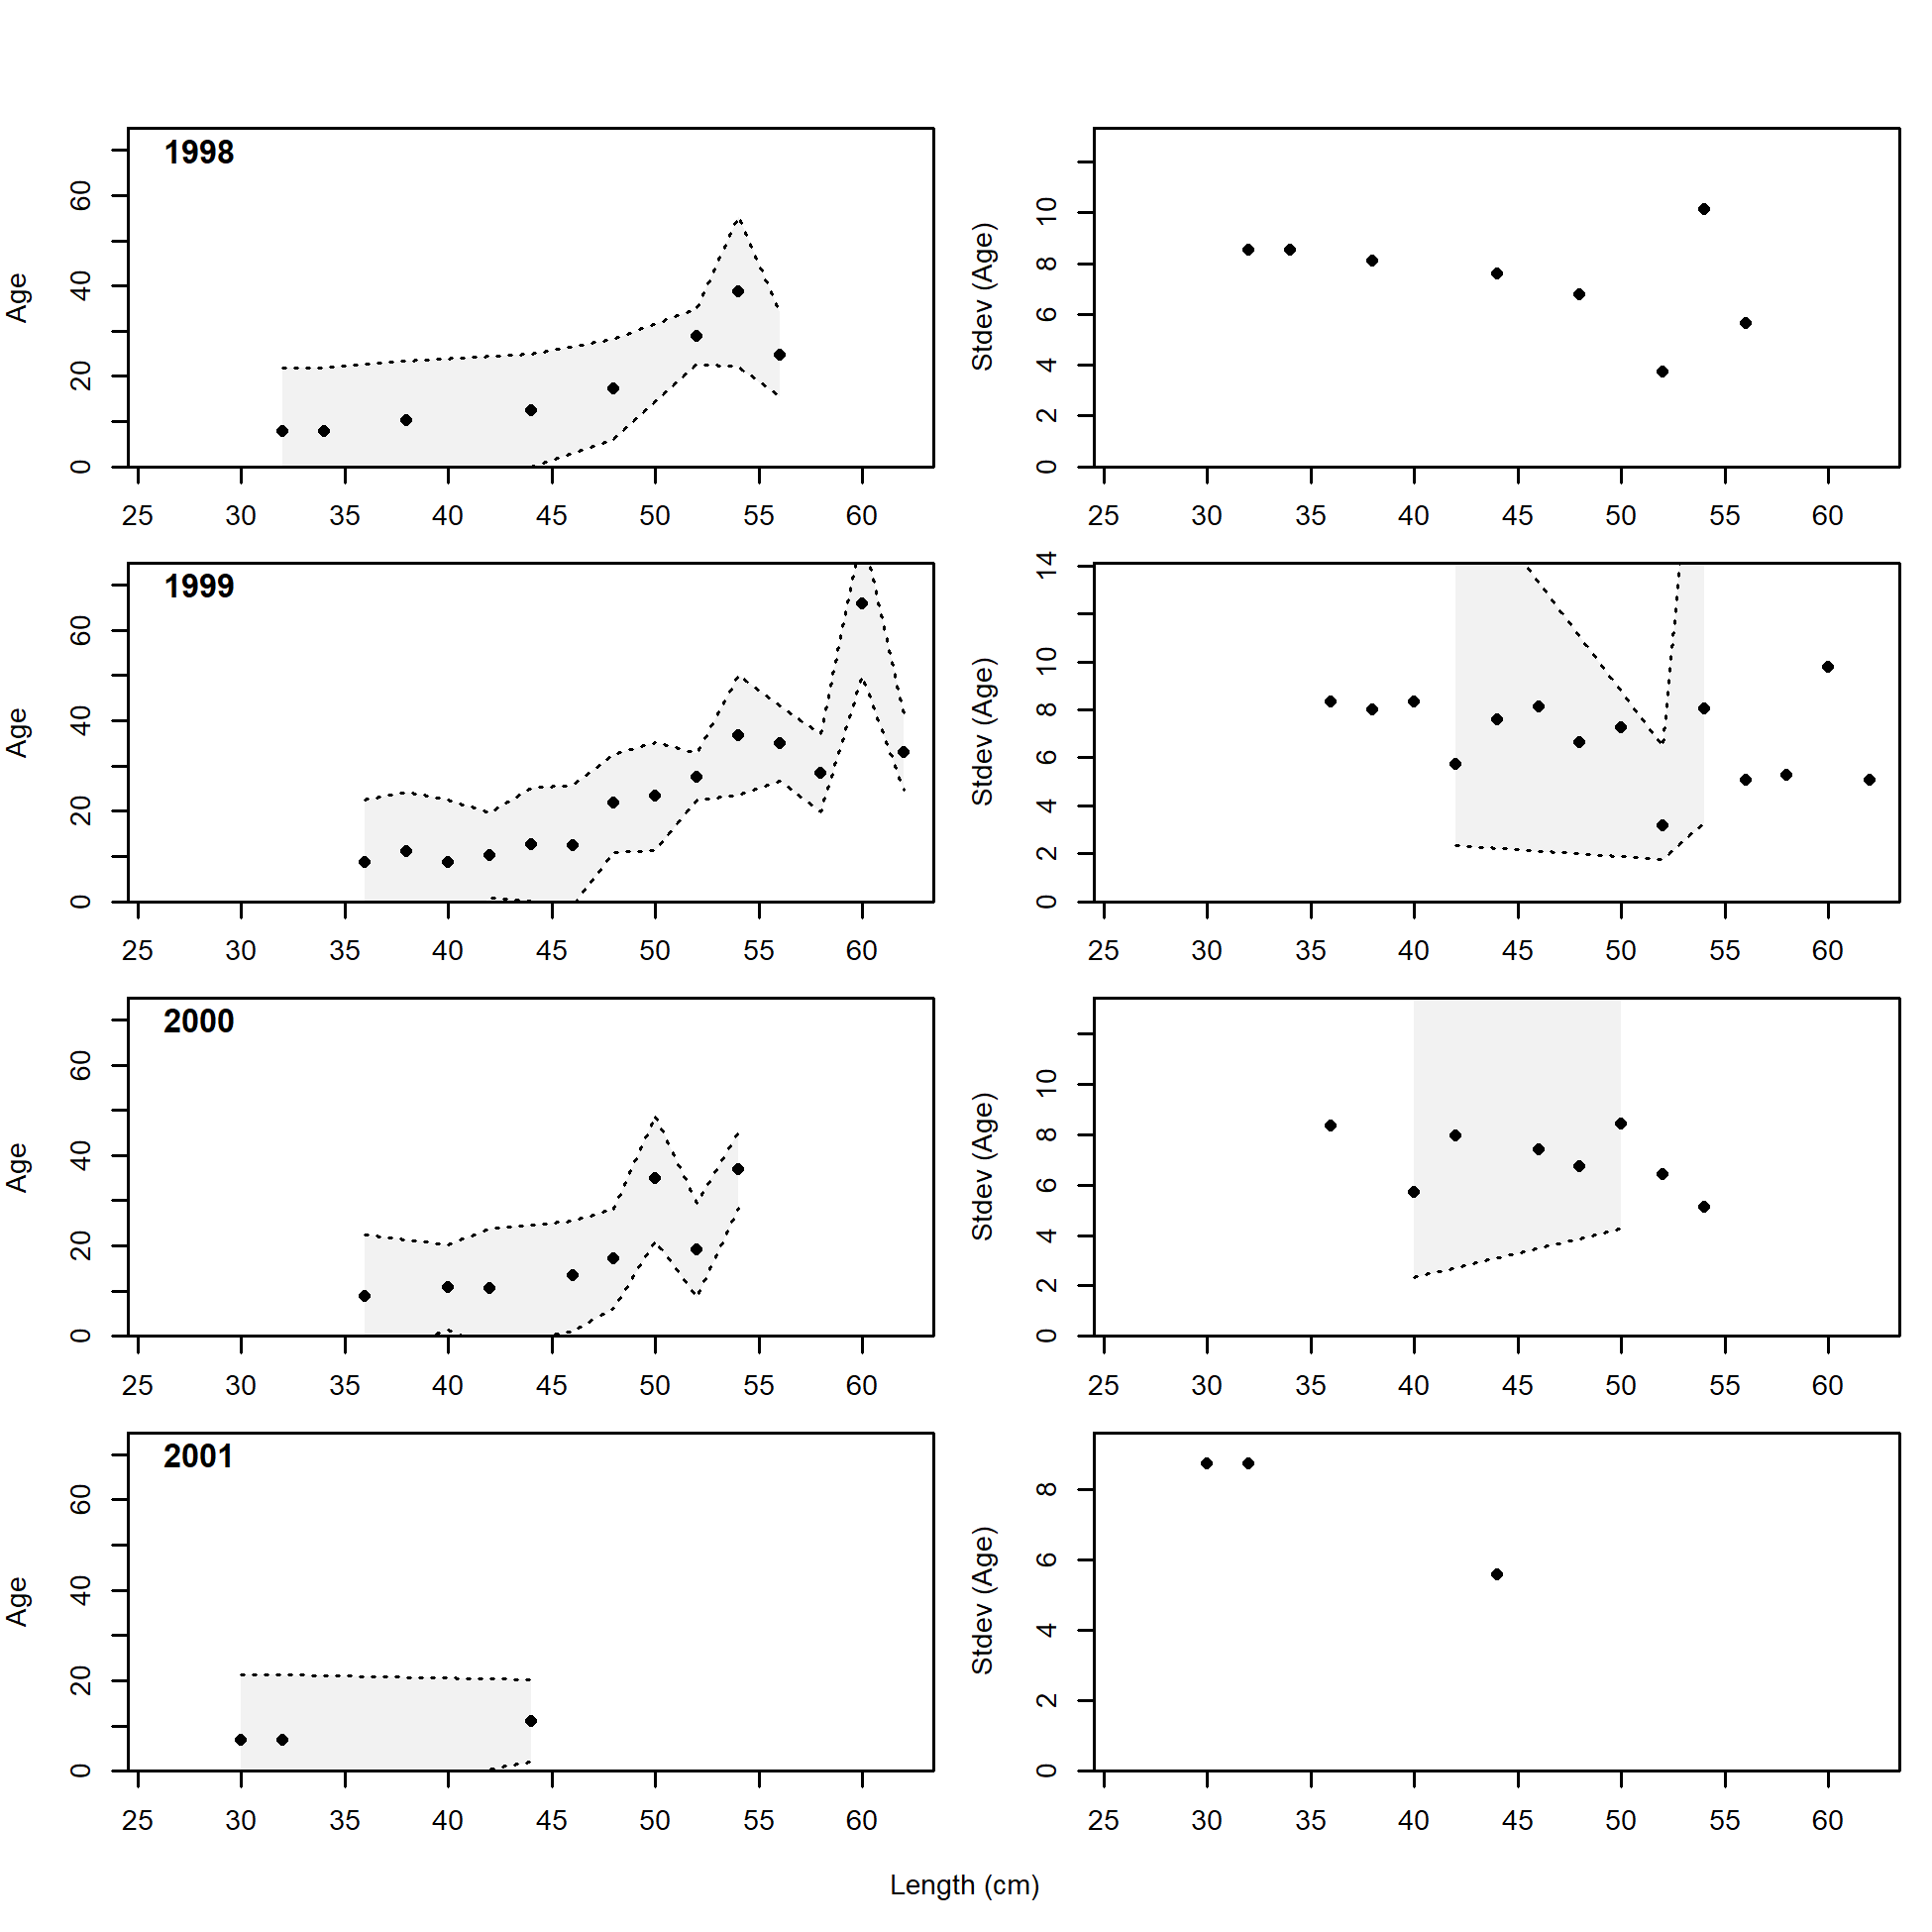 1998
Age
0 20 40 60
25 30 35 40 45 50 55 60
Stdev (Age)
0 2 4 6 8 10
25 30 35 40 45 50 55 60
1999
Age
0 20 40 60
25 30 35 40 45 50 55 60
Stdev (Age)
0 2 4 6 8 10 14
25 30 35 40 45 50 55 60
2000
Age
0 20 40 60
25 30 35 40 45 50 55 60
Stdev (Age)
0 2 4 6 8 10
25 30 35 40 45 50 55 60
2001
Age
0 20 40 60
25 30 35 40 45 50 55 60
Stdev (Age)
0 2 4 6 8
25 30 35 40 45 50 55 60
Length (cm)